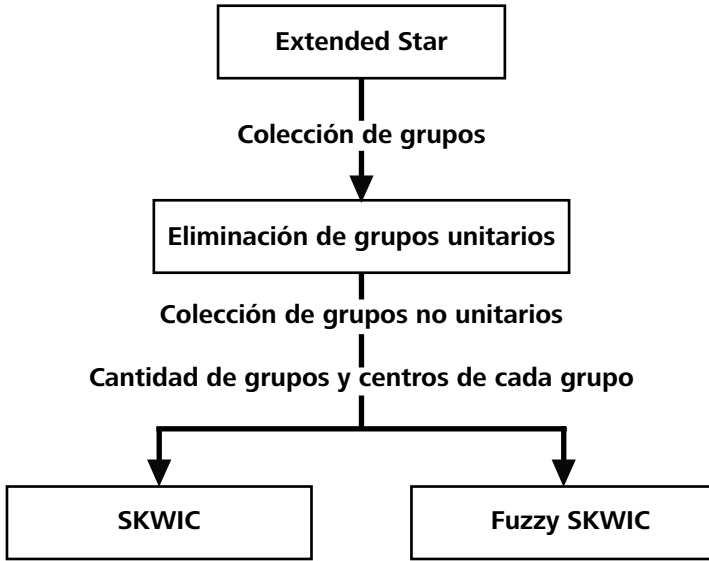 Extended Star
Colección de grupos
Eliminación de grupos unitarios
Colección de grupos no unitarios
Cantidad de grupos y centros de cada grupo
SKWIC
Fuzzy SKWIC